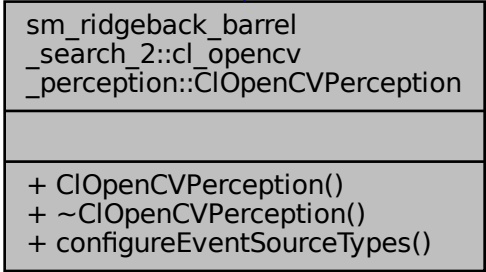 sm_ridgeback_barrel
_search_2::cl_opencv
_perception::ClOpenCVPerception
+ ClOpenCVPerception()
+ ~ClOpenCVPerception()
+ configureEventSourceTypes()